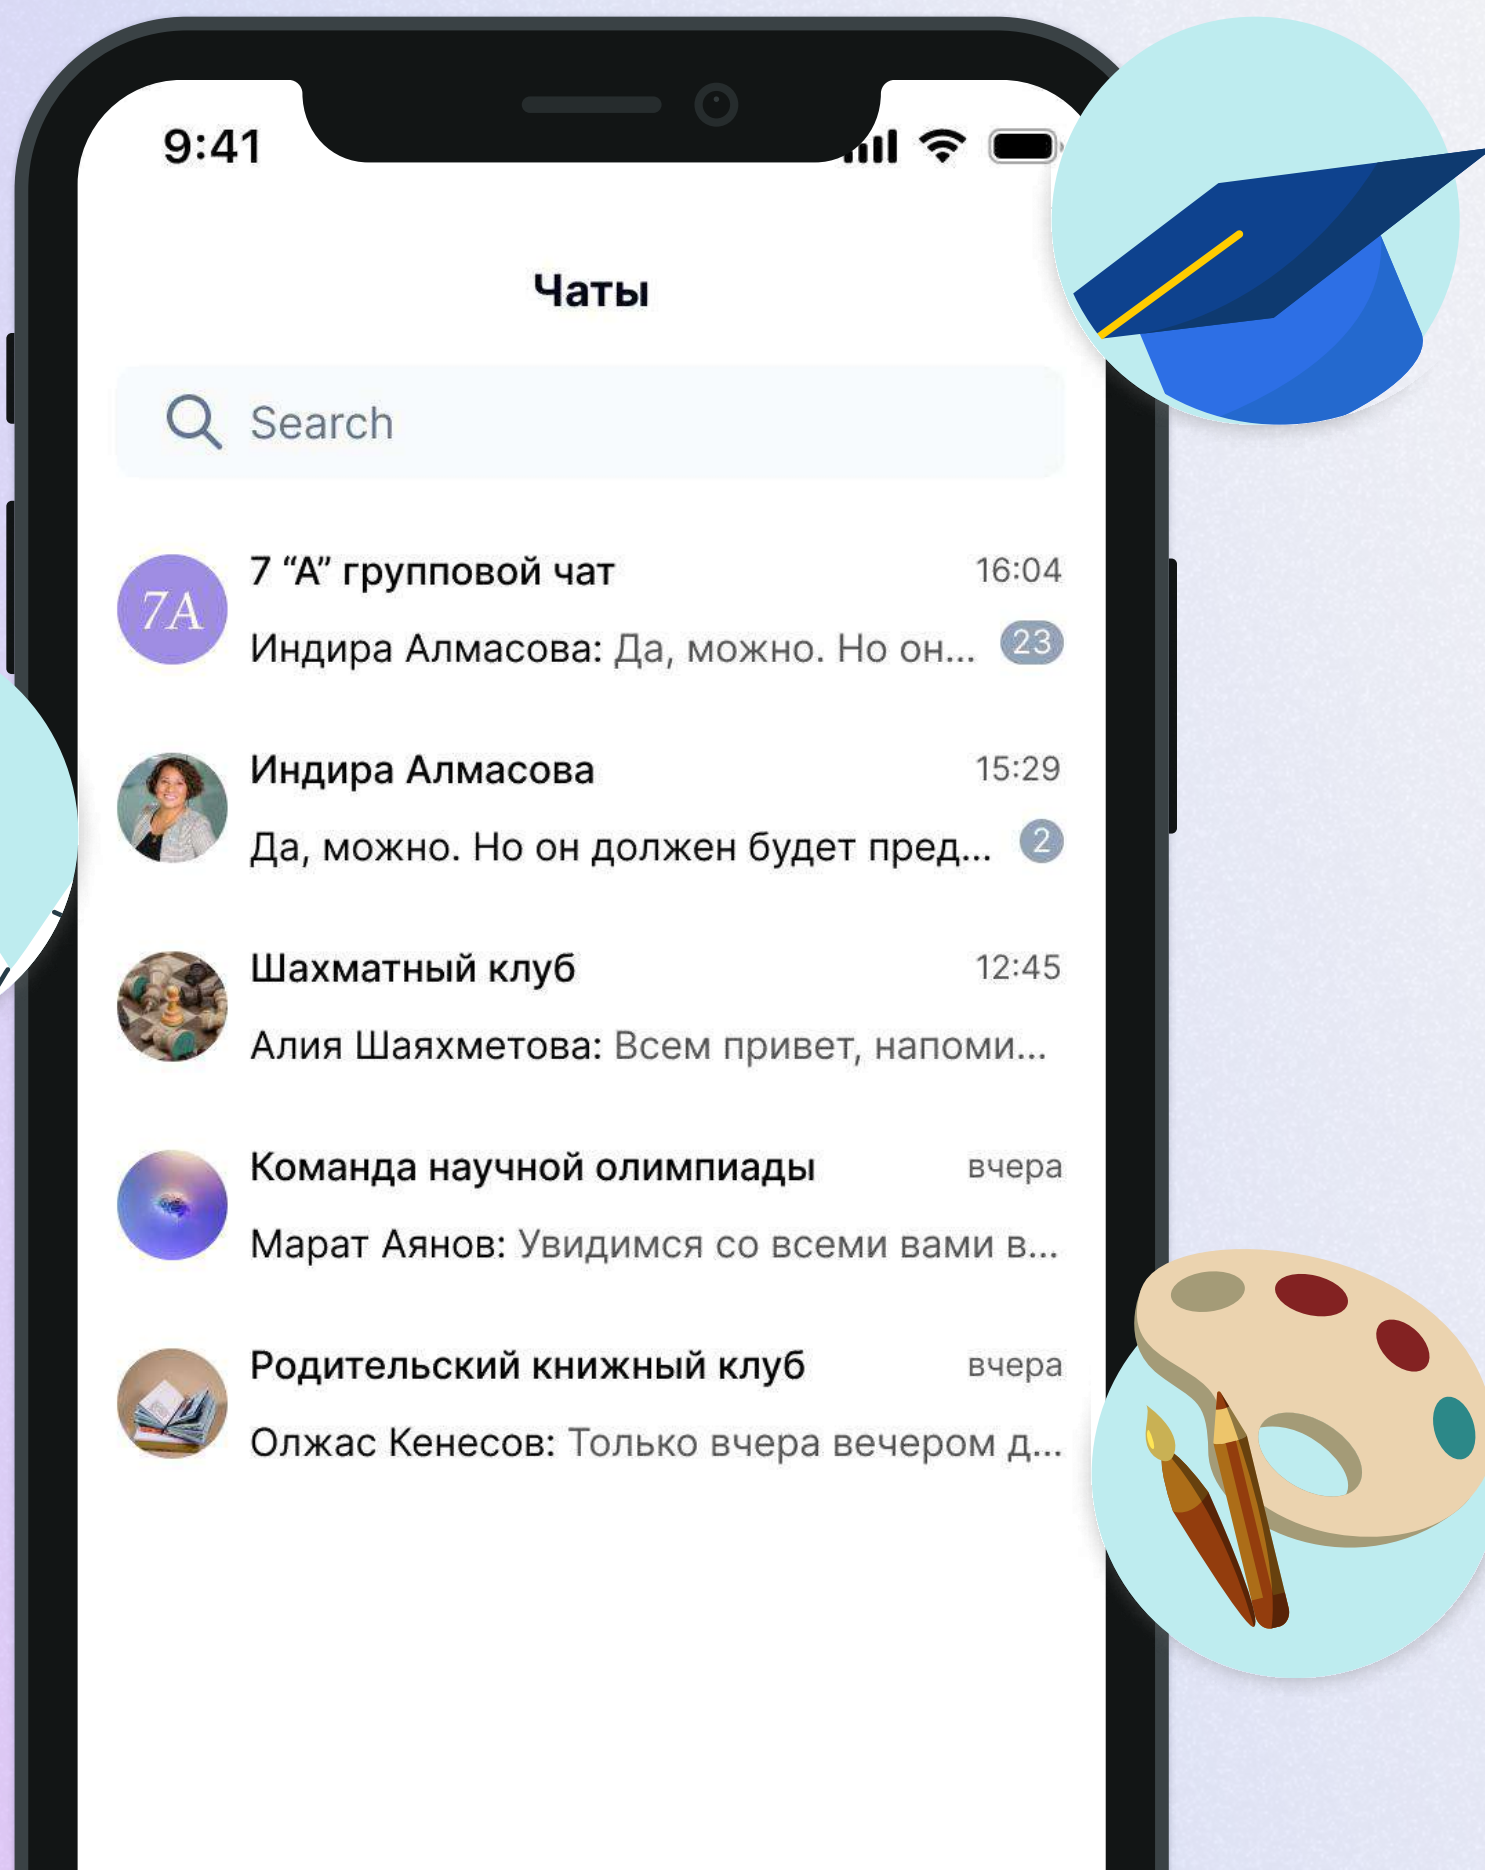 9:41
Чаты
Search
7 “А” групповой чат
16:04
7A
Индира Алмасова: Да, можно. Но он...
23
Индира Алмасова
15:29
Да, можно. Но он должен будет пред...
2
Шахматный клуб
12:45
Алия Шаяхметова: Всем привет, напоми...
Команда научной олимпиады
вчера
Марат Аянов: Увидимся со всеми вами в...
Родительский книжный клуб
вчера
Олжас Кенесов: Только вчера вечером д...